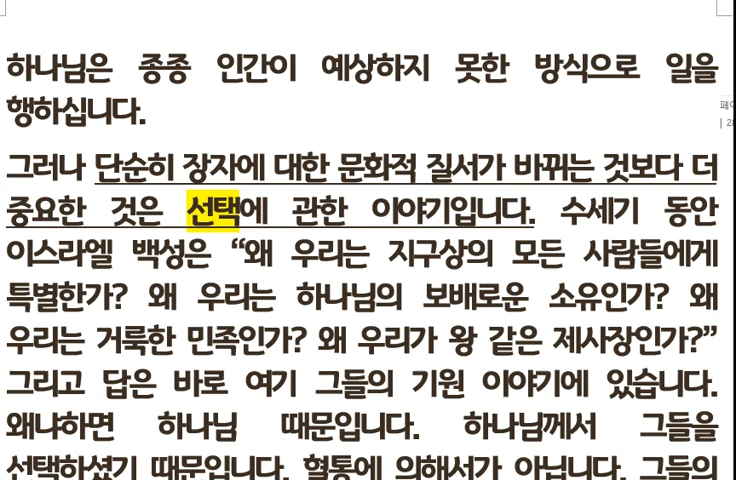 하나님은 종종 인간이 예상하지 못한 방식으로 일을
행하십니다.
그러나 단순히 장자에 대한 문화적 질서가 바뀌는 것보다 더
중요한 것은 선택에 관한 이야기입니다. 수세기 동안
이스라엘 백성은 “왜 우리는 지구상의 모든 사람들에게
특별한가? 왜 우리는 하나님의 보배로운 소유인가? 왜
우리는 거룩한 민족인가? 왜 우리가 왕 같은 제사장인가?”
그리고 답은 바로 여기 그들의 기원 이야기에 있습니다.
왜냐하면 하나님 때문입니다. 하나님께서 그들을
선택하셨기 때문입니다. 혈통에 의해서가 아닙니다. 그들의